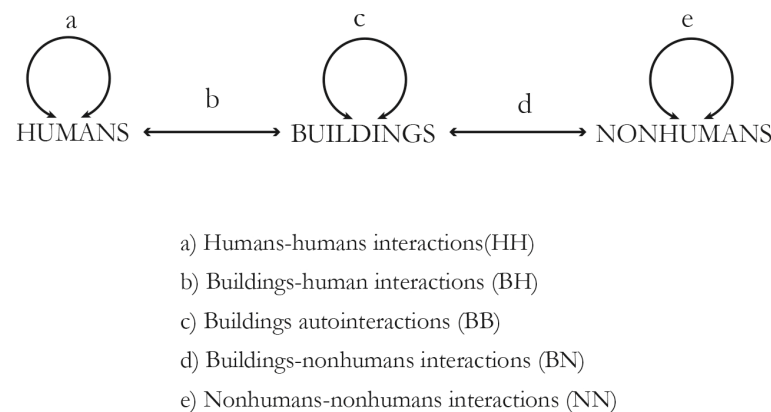 a c e
b d
HUMANS BUILDINGS NONHUMANS
a) Humans-humans interactions(HH)
b) Buildings-human interactions (BH)
c) Buildings autointeractions (BB)
d) Buildings-nonhumans interactions (BN)
e) Nonhumans-nonhumans interactions (NN)